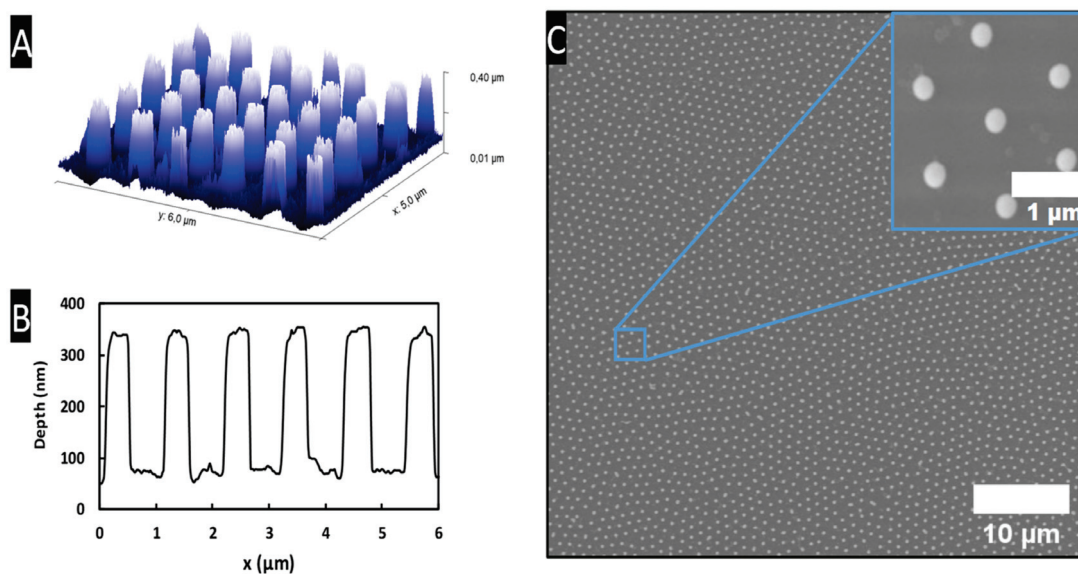 A
0,40 µm
0,01 µm
x: 5,0 µm
y: 6,0 µm
B
400
300
200
100
0
Depth (nm)
0 1 2 3 4 5 6
x (µm)
C
1 µm
10 µm